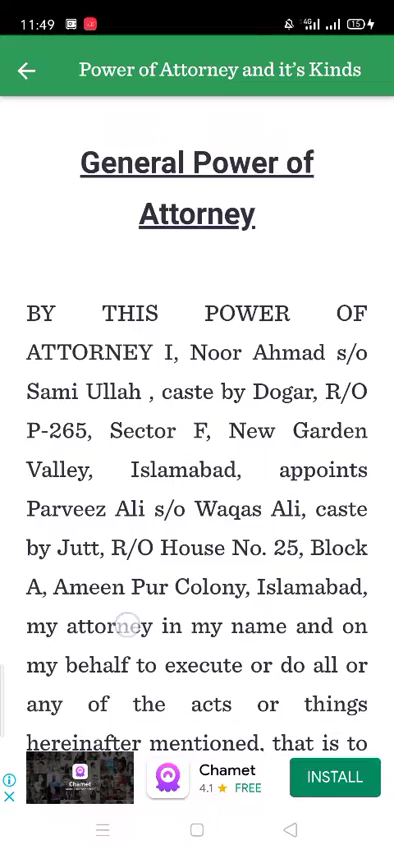 11:49
4G
15
Power of Attorney and it's Kinds
General Power of
Attorney
BY THIS POWER OF
ATTORNEY I, Noor Ahmad s/o
Sami Ullah , caste by Dogar, R/O
P-265, Sector F, New Garden
Valley, Islamabad, appoints
Parveez Ali s/o Waqas Ali, caste
by Jutt, R/O House No. 25, Block
A, Ameen Pur Colony, Islamabad,
my attorney in my name and on
my behalf to execute or do all or
any of the acts or things
hereinafter mentioned, that is to
Chamet
Chamet
4.1 ★ FREE
INSTALL